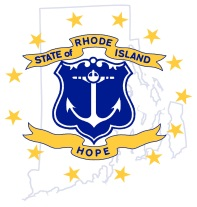 STATE of RHODE ISLAND
HOPE